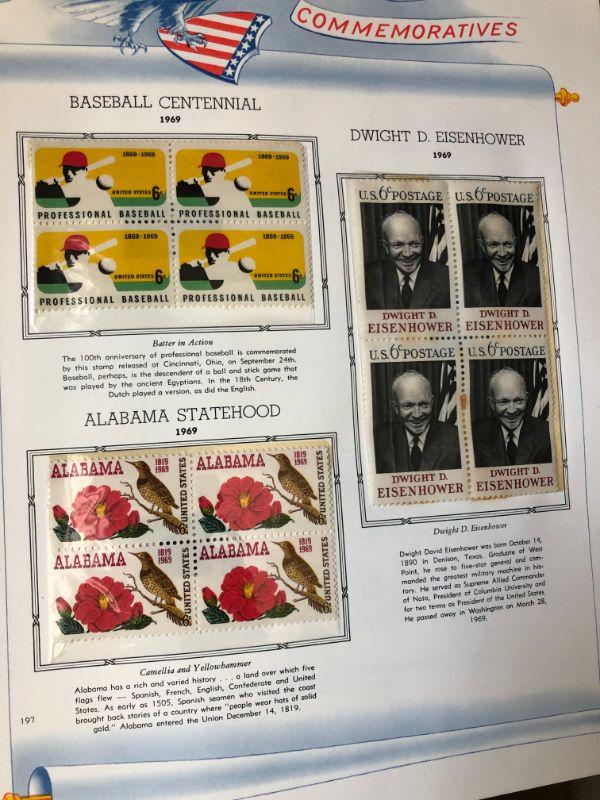 COMMEMORATIVES
BASEBALL CENTENNIAL
1969
1869-1969
UNITED STATES 6c
PROFESSIONAL BASEBALL
1869-1969
UNITED STATES 6c
PROFESSIONAL BASEBALL
1869-1969
UNITED STATES 6c
PROFESSIONAL BASEBALL
1869-1969
UNITED STATES 6c
PROFESSIONAL BASEBALL
Batter in Action
The 100th anniversary of professional baseball is commemorated
by this stamp released at Cincinnati, Ohio, on September 24th.
Baseball, perhaps, is the descendent of a ball and stick game that
was played by the ancient Egyptians. In the 18th Century, the
Dutch played a version, as did the English.
ALABAMA STATEHOOD
1969
ALABAMA
1819
1969
6c UNITED STATES
ALABAMA
1819
1969
6c UNITED STATES
ALABAMA
1819
1969
6c UNITED STATES
ALABAMA
1819
1969
6c UNITED STATES
Camellia and Yellowhammer
Alabama has a rich and varied history . . . a land over which five
flags flew — Spanish, French, English, Confederate and United
States. As early as 1505, Spanish seamen who visited the coast
brought back stories of a country where "people wear hats of solid
gold." Alabama entered the Union December 14, 1819.
197
DWIGHT D. EISENHOWER
1969
U.S. 6c POSTAGE
DWIGHT D.
EISENHOWER
U.S. 6c POSTAGE
DWIGHT D.
EISENHOWER
U.S. 6c POSTAGE
DWIGHT D.
EISENHOWER
U.S. 6c POSTAGE
DWIGHT D.
EISENHOWER
Dwight D. Eisenhower
Dwight David Eisenhower was born October 14,
1890 in Denison, Texas. Graduate of West
Point, he rose to five-star general and com-
manded the greatest military machine in his-
tory. He served as Supreme Allied Commander
of Nato, President of Columbia University and
for two terms as President of the United States.
He passed away in Washington on March 28,
1969.